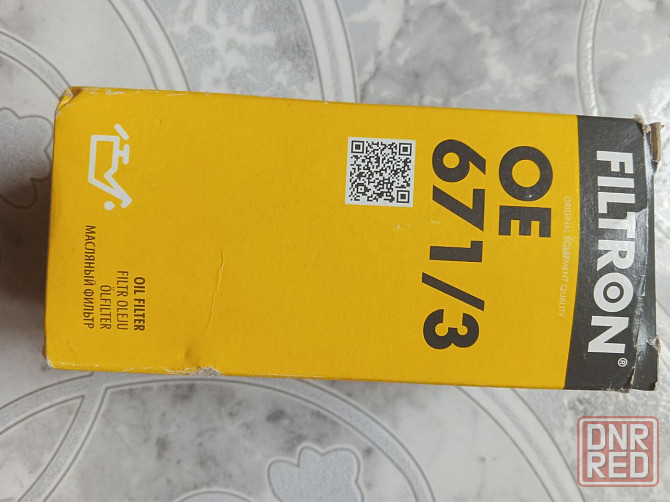 FILTRON®
ORIGINAL EQUIPMENT QUALITY
OE
671/3
OIL FILTER
FILTR OLEJU
ÖLFILTER
МАСЛЯНЫЙ ФИЛЬТР
DNR
RED